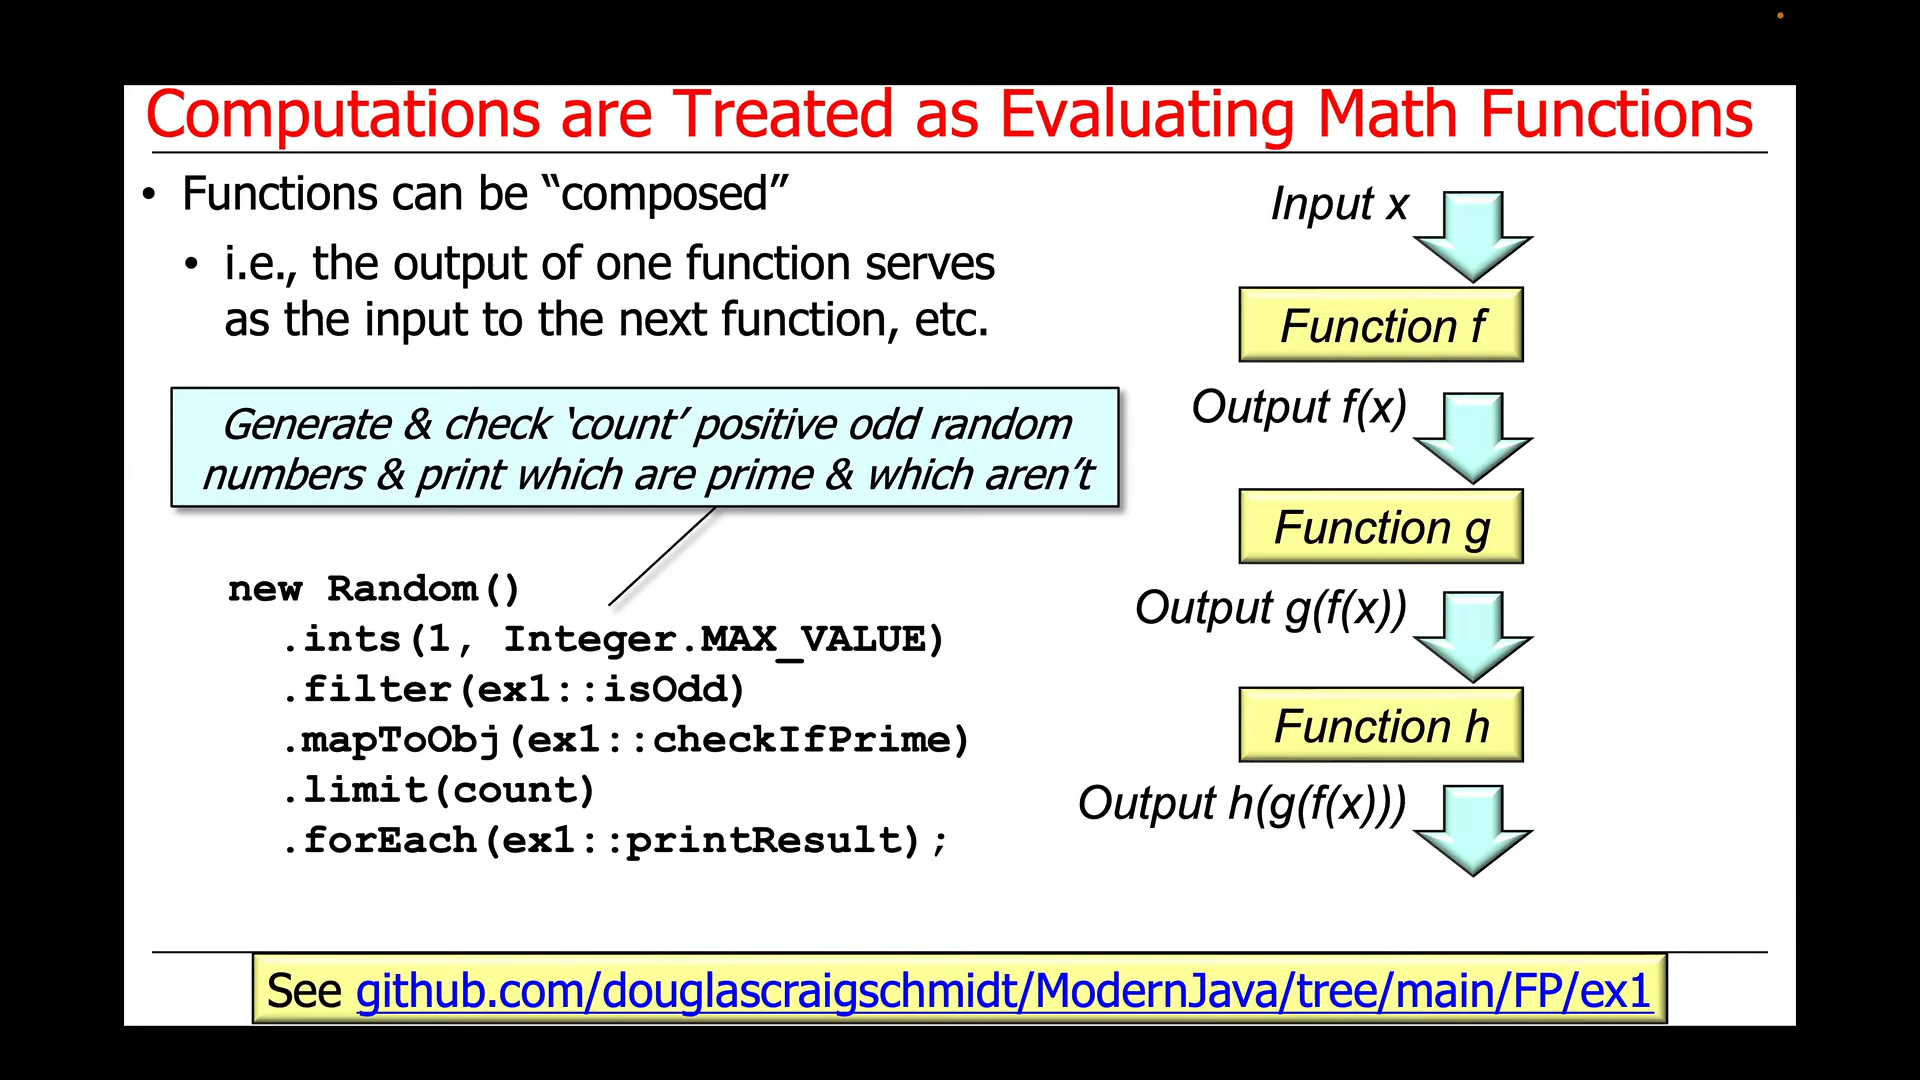 Computations are Treated as Evaluating Math Functions
• Functions can be “composed”
• i.e., the output of one function serves
as the input to the next function, etc.
Generate & check ‘count’ positive odd random
numbers & print which are prime & which aren’t
new Random()
.ints(1, Integer.MAX_VALUE)
.filter(ex1::isOdd)
.mapToObj(ex1::checkIfPrime)
.limit(count)
.forEach(ex1::printResult);
Input x
Function f
Output f(x)
Function g
Output g(f(x))
Function h
Output h(g(f(x)))
See github.com/douglascraigschmidt/ModernJava/tree/main/FP/ex1